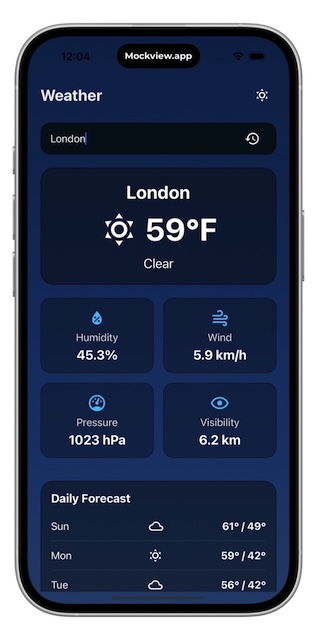 12:04 Mockview.app
Weather
London
London
59°F
Clear
Humidity Wind
45.3% 5.9 km/h
Pressure Visibility
1023 hPa 6.2 km
Daily Forecast
Sun 61° / 49°
Mon 59° / 42°
Tue 56° / 42°